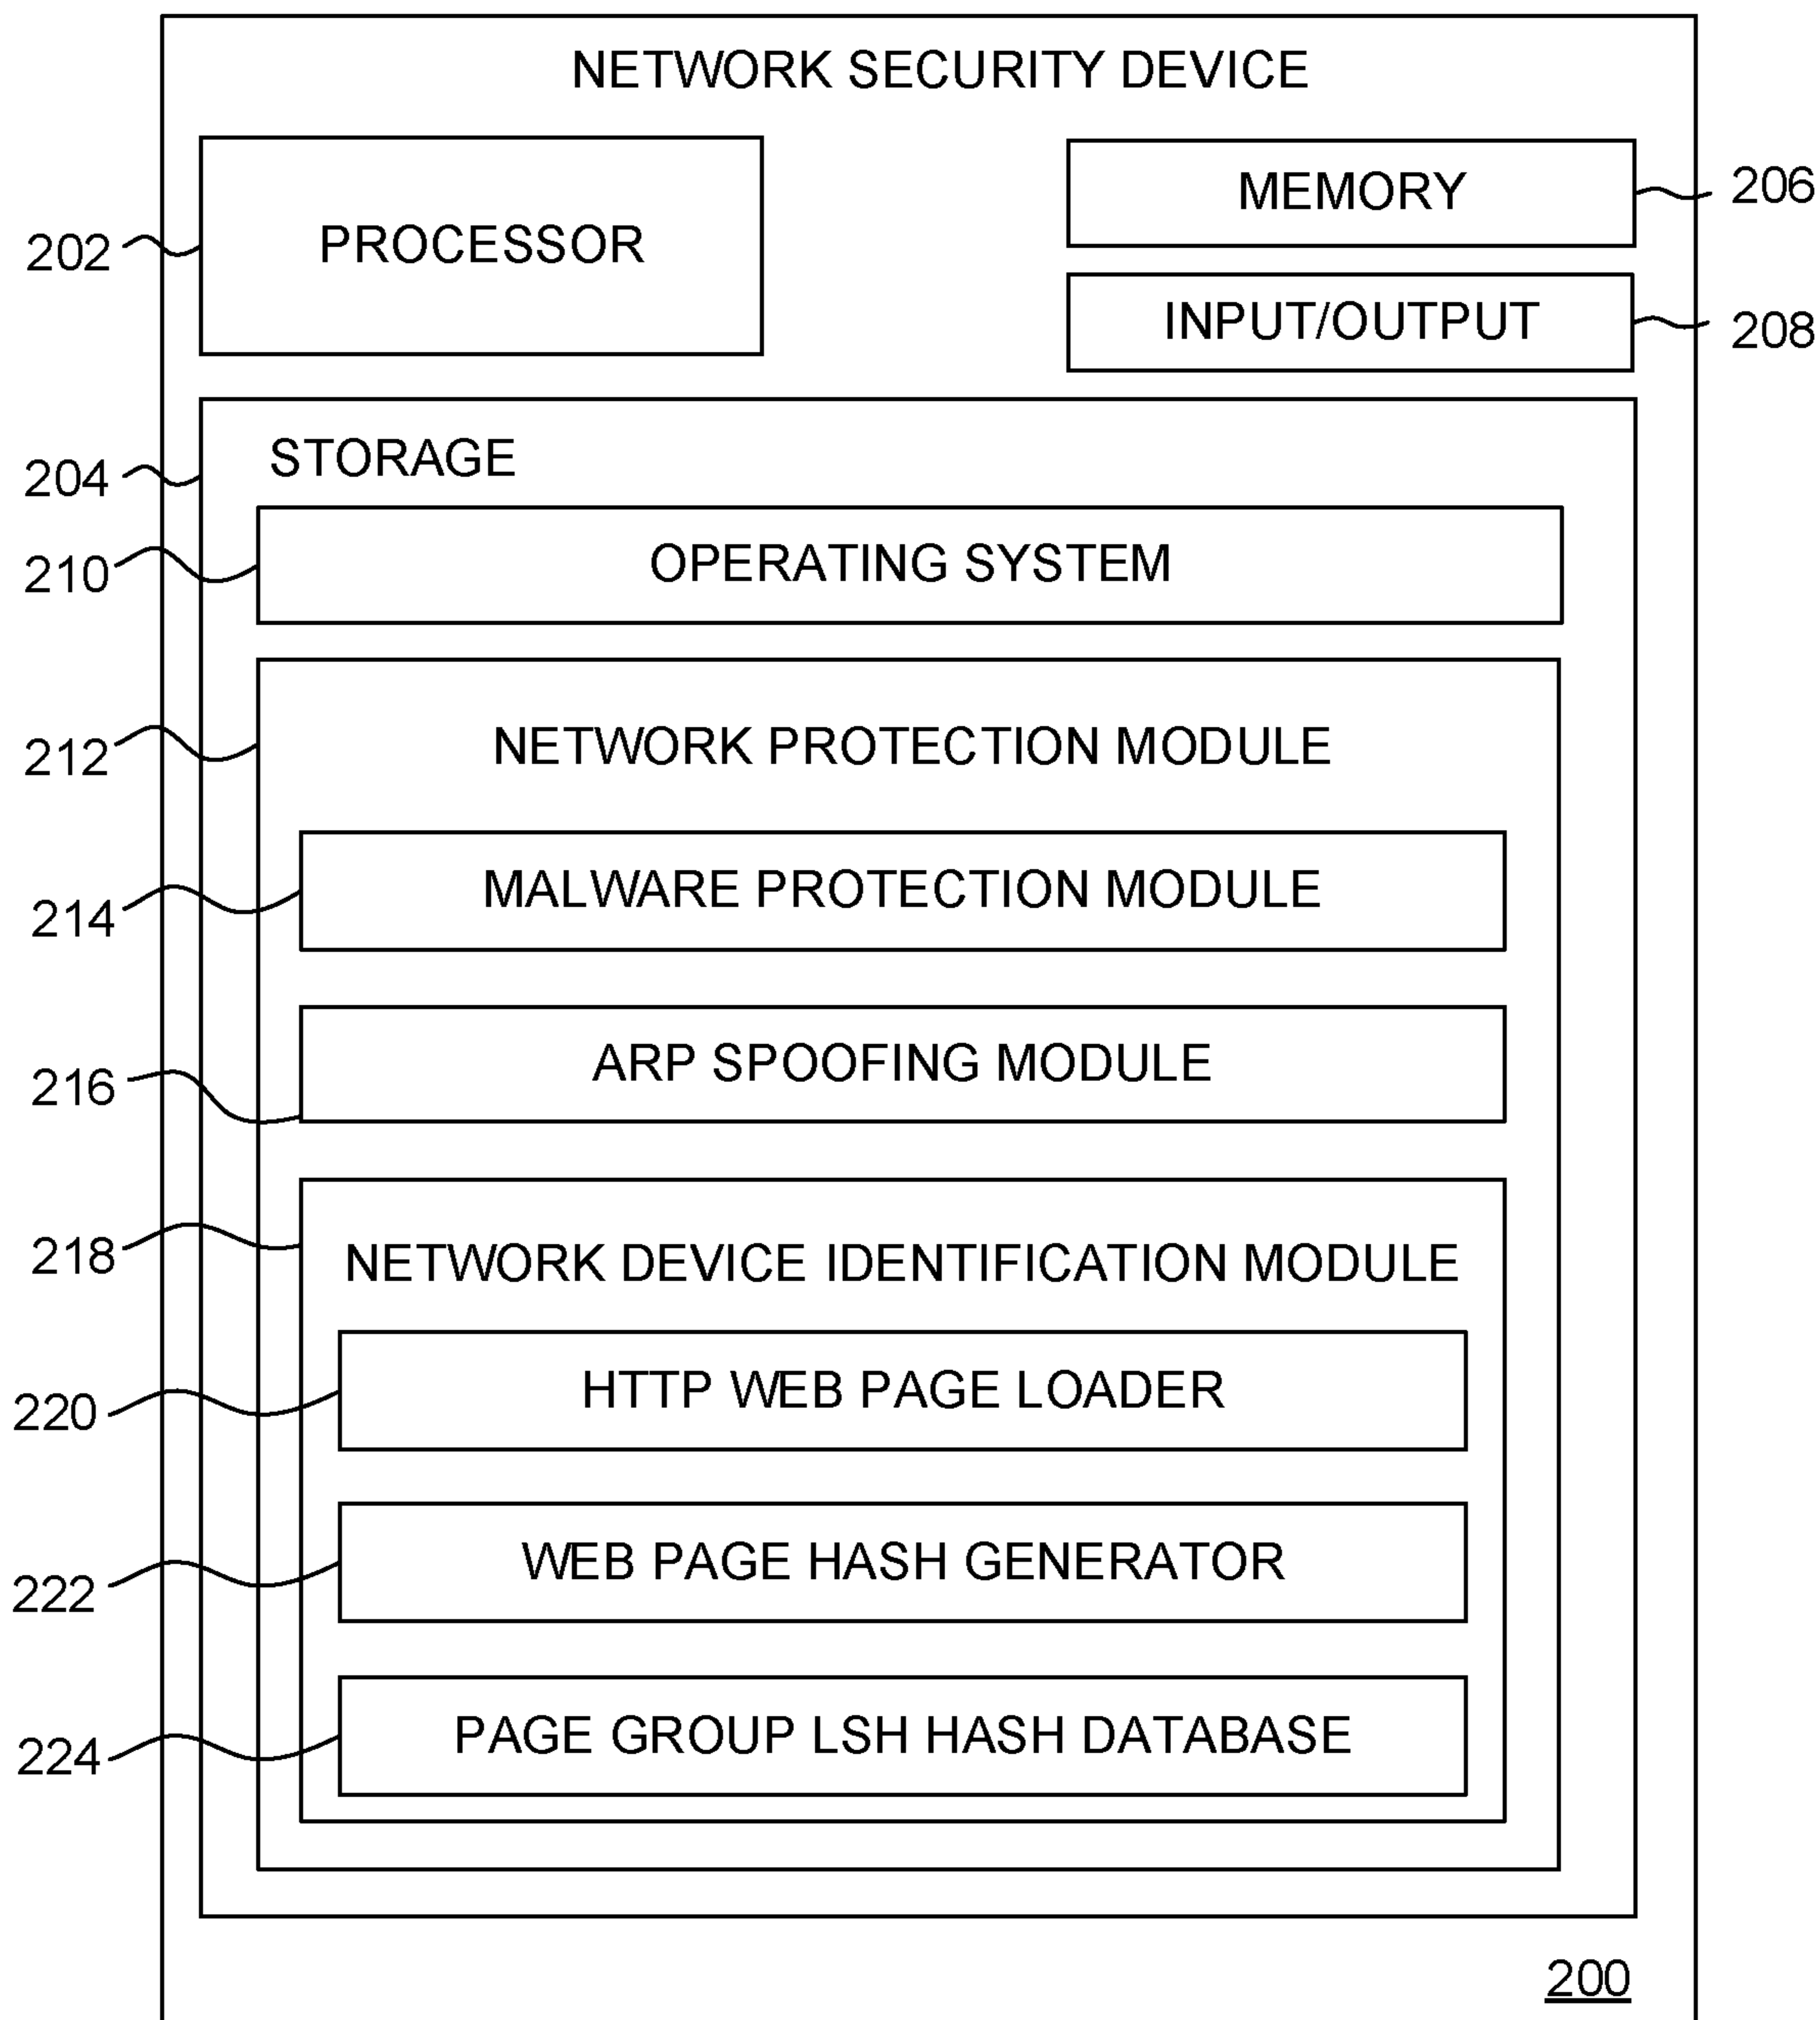 NETWORK SECURITY DEVICE
PROCESSOR
202
MEMORY
206
INPUT/OUTPUT
208
STORAGE
204
OPERATING SYSTEM
210
NETWORK PROTECTION MODULE
212
MALWARE PROTECTION MODULE
214
ARP SPOOFING MODULE
216
NETWORK DEVICE IDENTIFICATION MODULE
218
HTTP WEB PAGE LOADER
220
WEB PAGE HASH GENERATOR
222
PAGE GROUP LSH HASH DATABASE
224
200